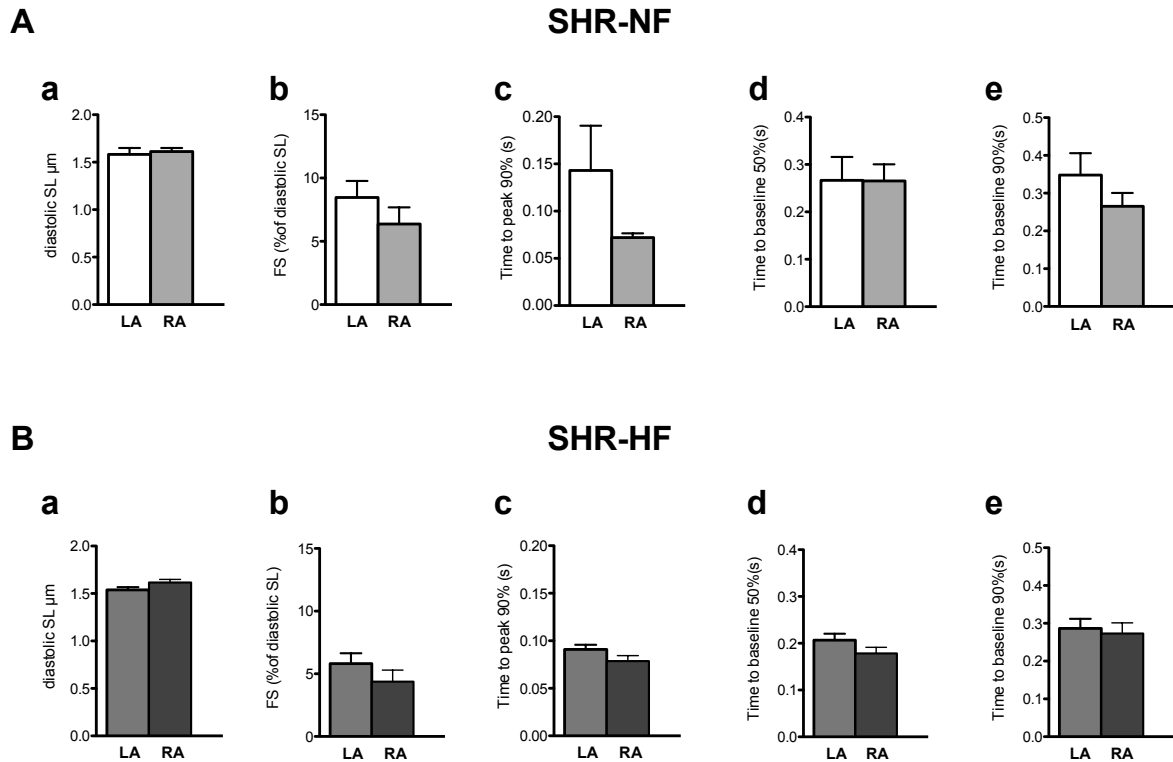 A
SHR-NF
a
b
c
d
e
diastolic SL µm
2.0
1.5
1.0
0.5
0.0
LA RA
FS (%of diastolic SL)
15
10
5
0
LA RA
Time to peak 90% (s)
0.20
0.15
0.10
0.05
0.00
LA RA
Time to baseline 50%(s)
0.4
0.3
0.2
0.1
0.0
LA RA
Time to baseline 90%(s)
0.5
0.4
0.3
0.2
0.1
0.0
LA RA
B
SHR-HF
a
b
c
d
e
diastolic SL µm
2.0
1.5
1.0
0.5
0.0
LA RA
FS (%of diastolic SL)
15
10
5
0
LA RA
Time to peak 90% (s)
0.20
0.15
0.10
0.05
0.00
LA RA
Time to baseline 50%(s)
0.4
0.3
0.2
0.1
0.0
LA RA
Time to baseline 90%(s)
0.5
0.4
0.3
0.2
0.1
0.0
LA RA